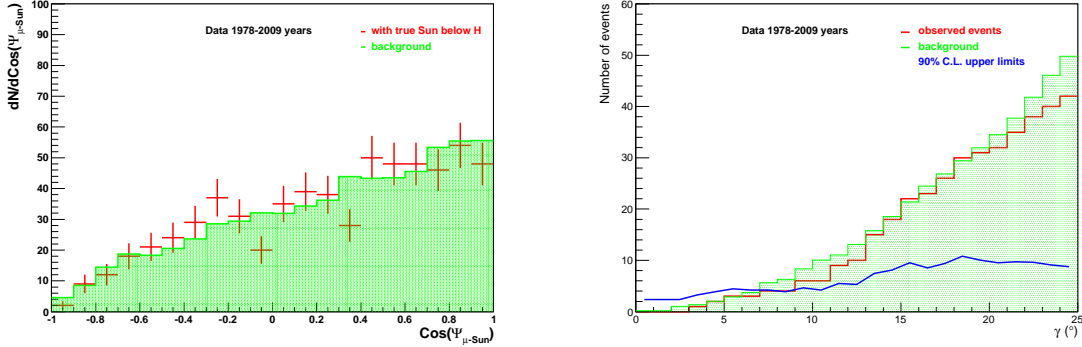 dN/dCos(Ψμ-Sun)
Data 1978-2009 years
with true Sun below H
background
100
90
80
70
60
50
40
30
20
10
0
-1 -0.8 -0.6 -0.4 -0.2 0 0.2 0.4 0.6 0.8 1
Cos(Ψμ-Sun)
Number of events
Data 1978-2009 years
observed events
background
90% C.L. upper limits
60
50
40
30
20
10
0
0 5 10 15 20 25
γ (°)